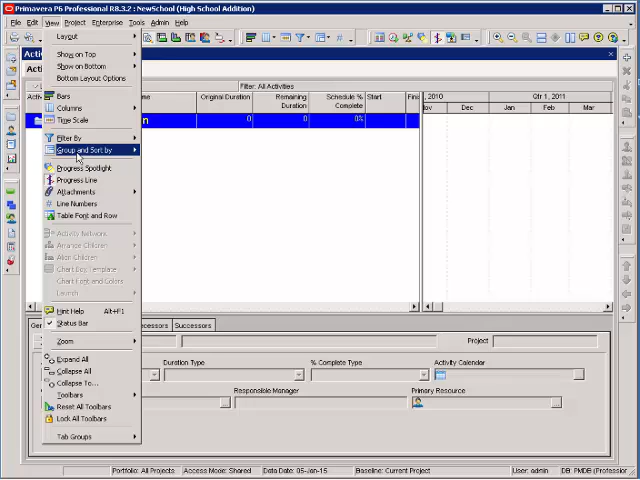 Primavera P6 Professional R8.3.2 : NewSchool (High School Addition)
File Edit View Project Enterprise Tools Admin Help
Layout
Show on Top
Show on Bottom
Bottom Layout Options
Bars
Columns
Time Scale
Filter By
Group and Sort by
Progress Spotlight
Progress Line
Attachments
Line Numbers
Table Font and Row
Activity Network
Arrange Children
Align Children
Chart Box Template
Chart Font and Colors
Launch
Hint Help Alt+F1
Status Bar
Zoom
Expand All
Collapse All
Collapse To...
Toolbars
Reset All Toolbars
Lock All Toolbars
Tab Groups
Filter: All Activities
Original Duration
Remaining Duration
Schedule % Complete
Start
2010
Qtr 1, 2011
Dec Jan Feb Mar
0 0 0%
Successors
Project
Duration Type
% Complete Type
Activity Calendar
Responsible Manager
Primary Resource
Portfolio: All Projects
Access Mode: Shared
Data Date: 05-Jan-15
Baseline: Current Project
User: admin
DB: PMDB (Professional